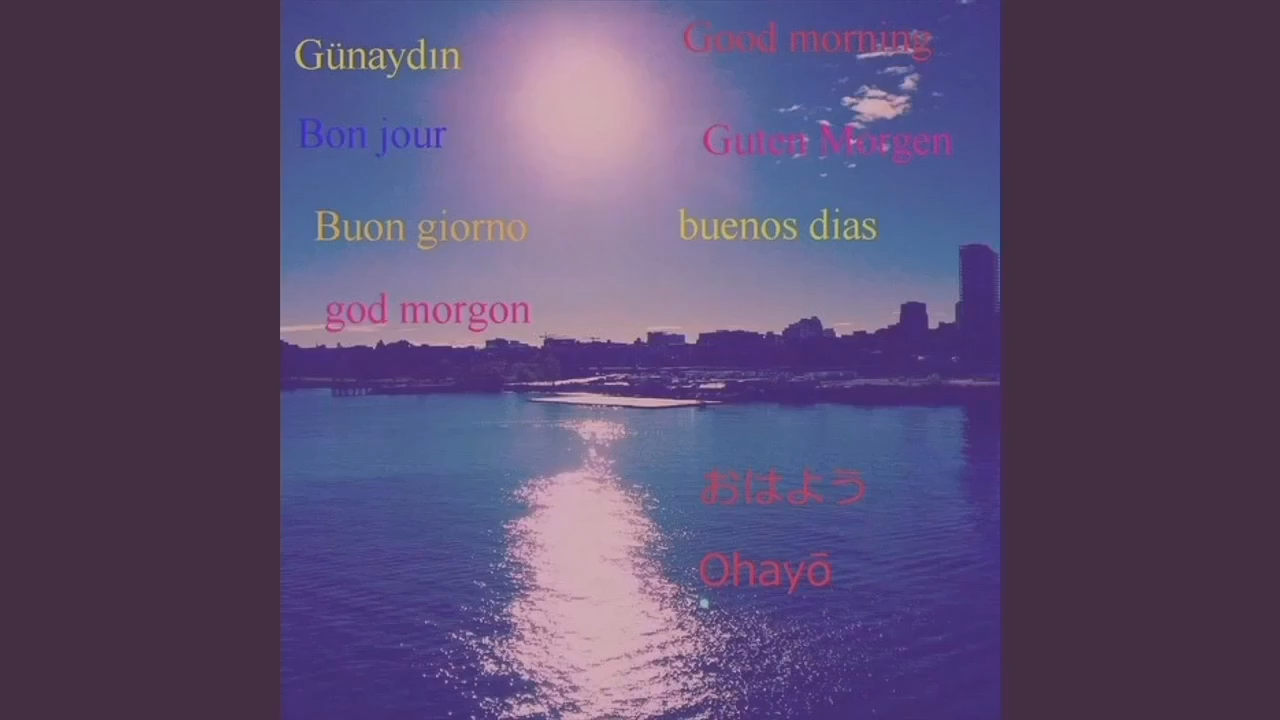 Günaydın
Good morning
Bon jour
Guten Morgen
Buon giorno
buenos dias
god morgon
おはよう
Ohayō